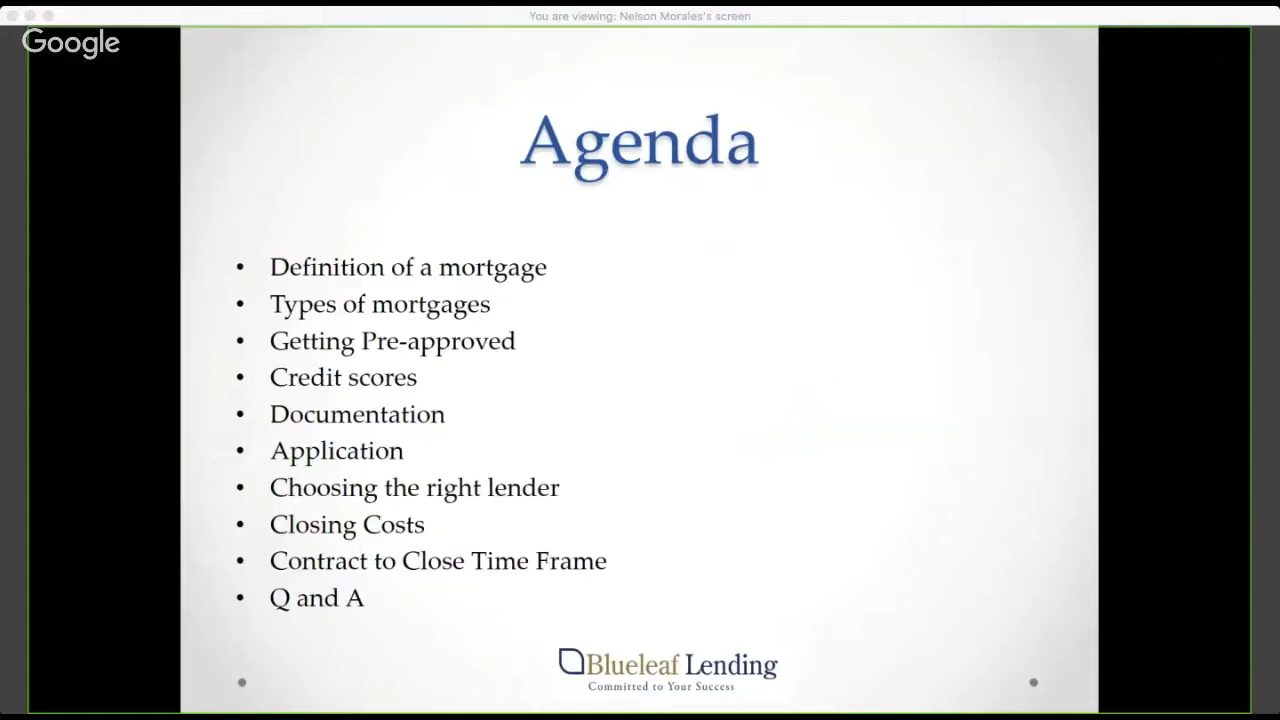 You are viewing: Nelson Morales's screen
Google
Agenda
• Definition of a mortgage
• Types of mortgages
• Getting Pre-approved
• Credit scores
• Documentation
• Application
• Choosing the right lender
• Closing Costs
• Contract to Close Time Frame
• Q and A
Blueleaf Lending
Committed to Your Success